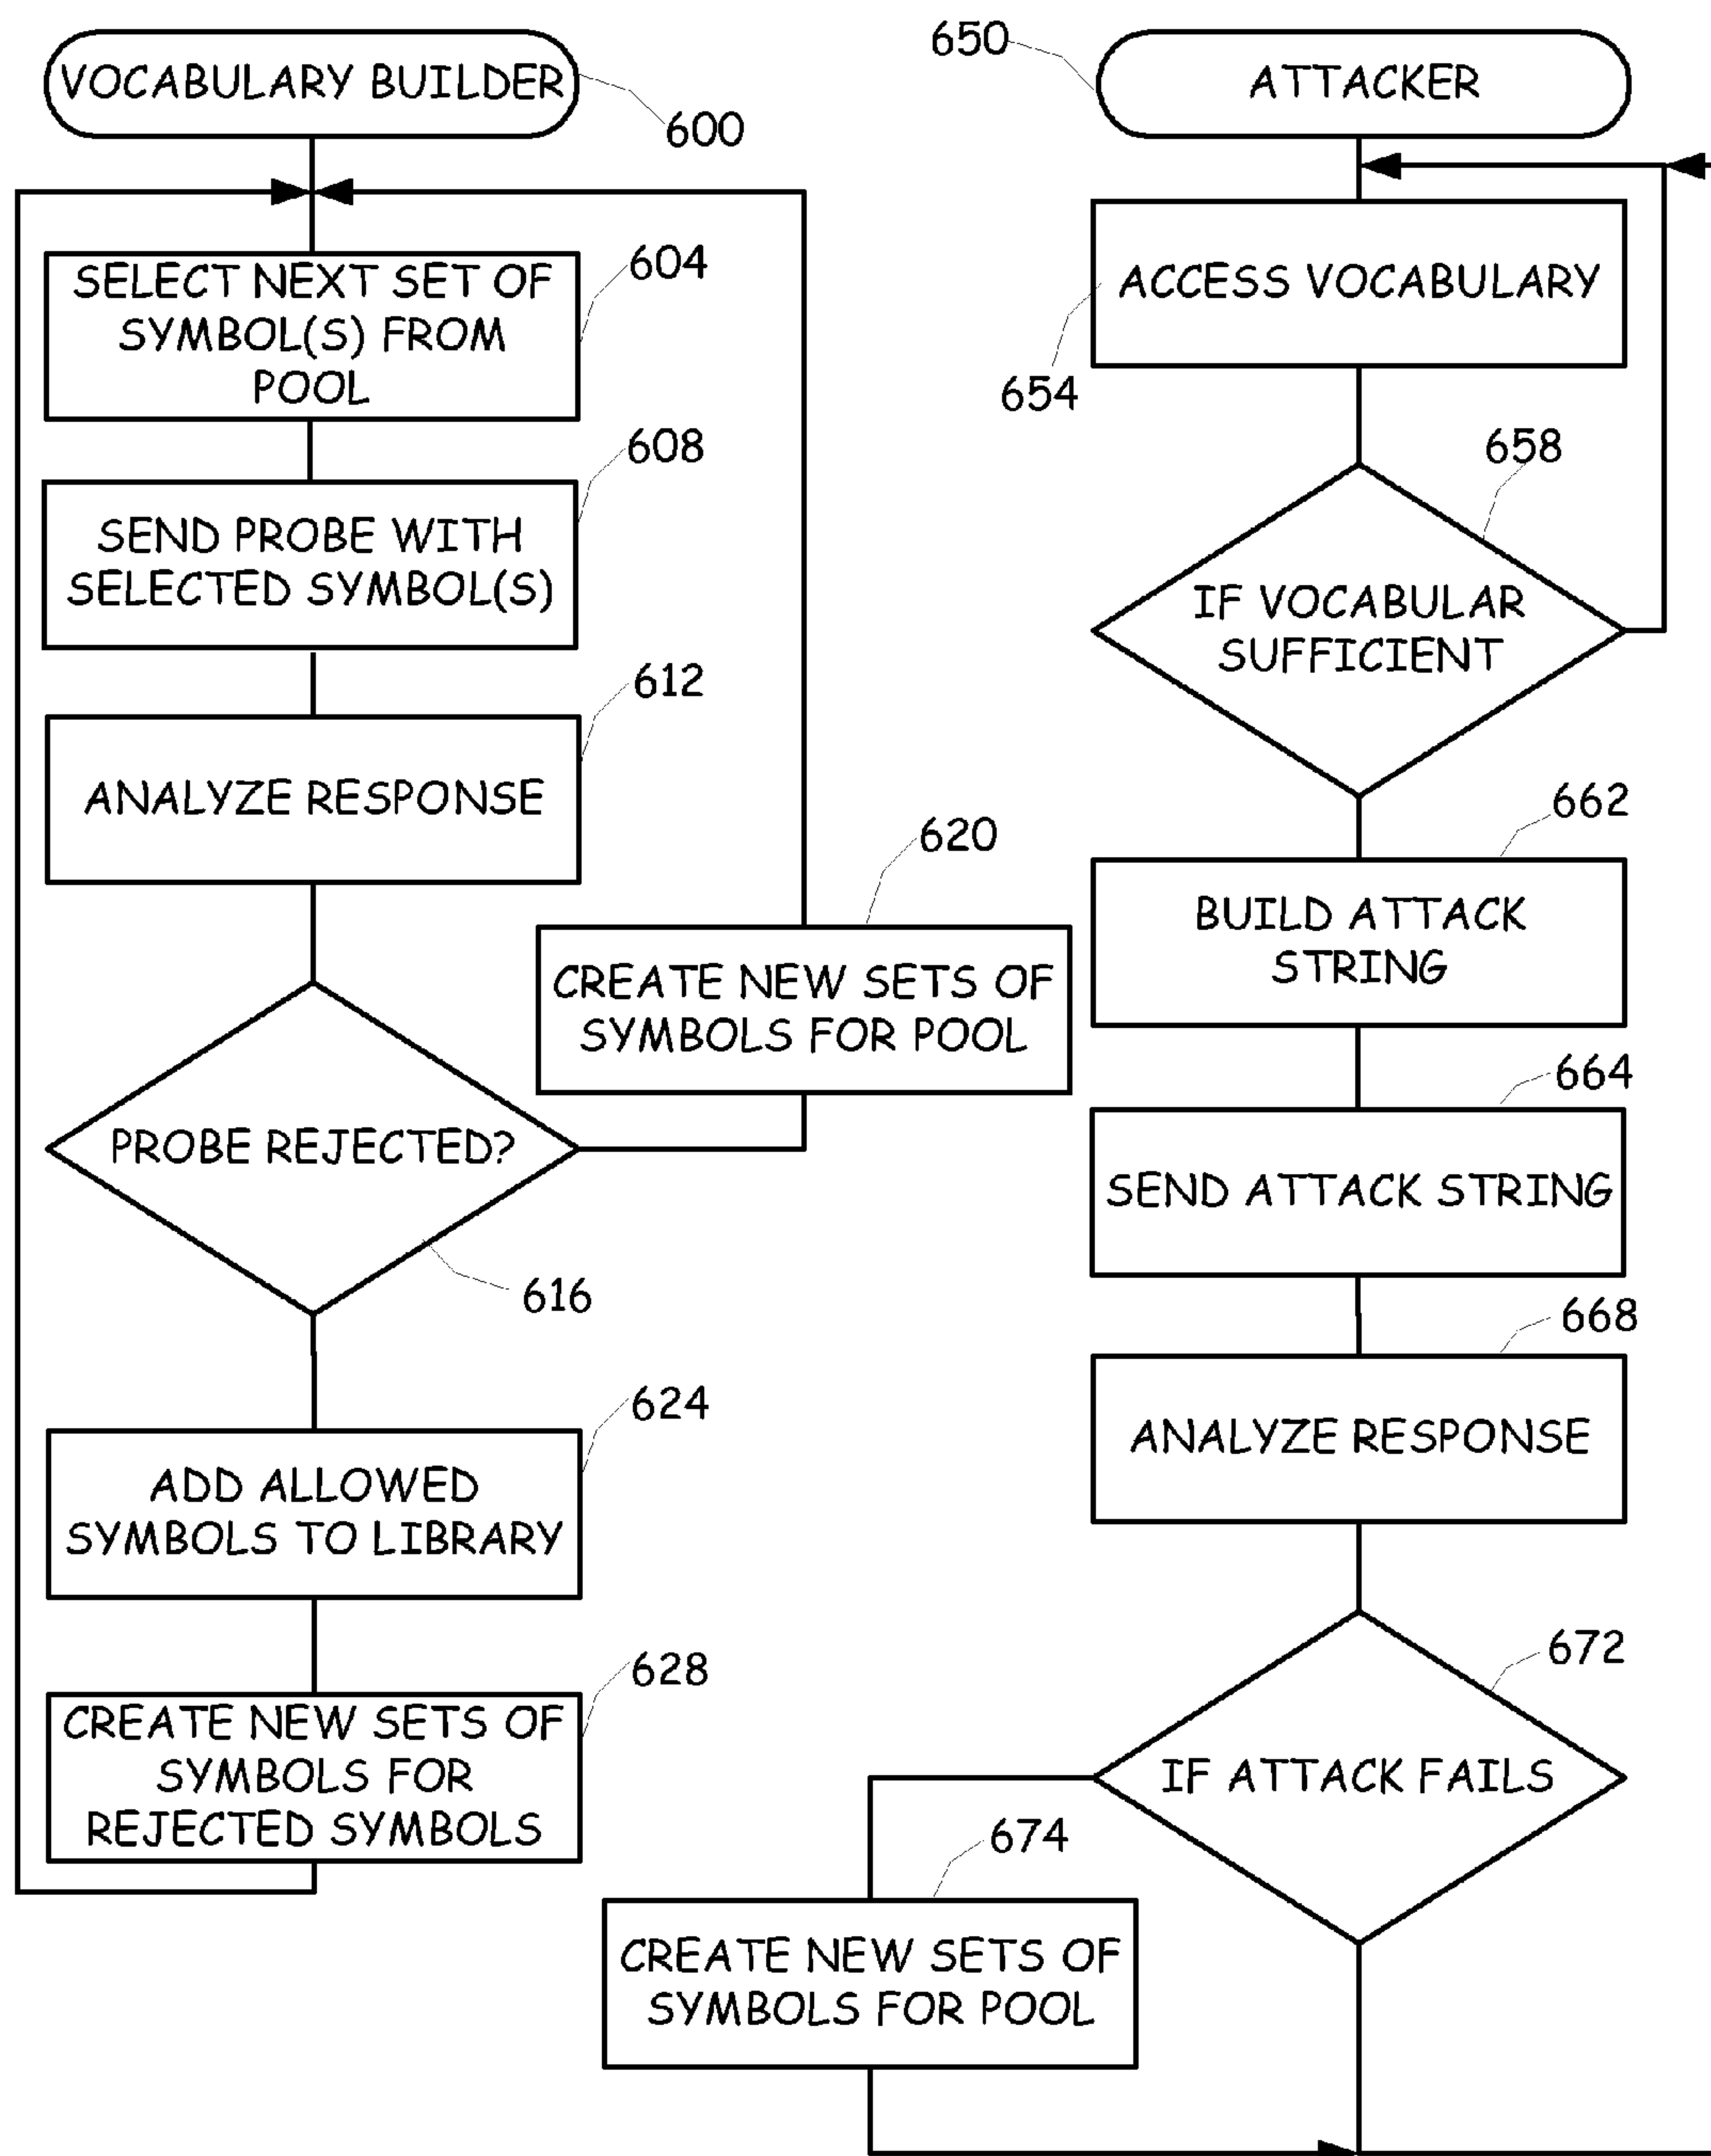 VOCABULARY BUILDER
600
SELECT NEXT SET OF
SYMBOL(S) FROM
POOL
604
SEND PROBE WITH
SELECTED SYMBOL(S)
608
ANALYZE RESPONSE
612
PROBE REJECTED?
616
CREATE NEW SETS OF
SYMBOLS FOR POOL
620
ADD ALLOWED
SYMBOLS TO LIBRARY
624
CREATE NEW SETS OF
SYMBOLS FOR
REJECTED SYMBOLS
628
650
ATTACKER
ACCESS VOCABULARY
654
658
IF VOCABULAR
SUFFICIENT
662
BUILD ATTACK
STRING
664
SEND ATTACK STRING
668
ANALYZE RESPONSE
672
IF ATTACK FAILS
674
CREATE NEW SETS OF
SYMBOLS FOR POOL